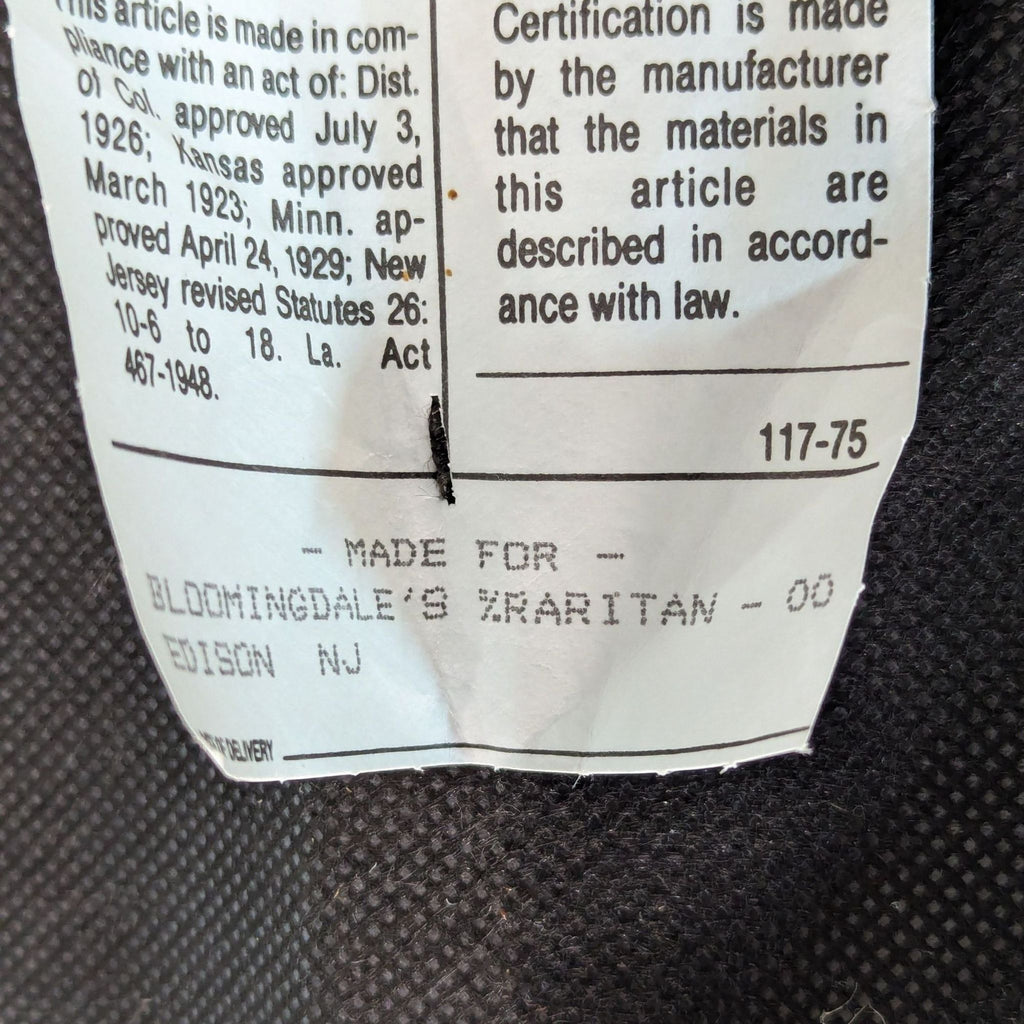 This article is made in com-
pliance with an act of: Dist.
of Col. approved July 3,
1926; Kansas approved
March 1923; Minn. ap-
proved April 24, 1929; New
Jersey revised Statutes 26:
10-6 to 18. La. Act
467-1948.
Certification is made
by the manufacturer
that the materials in
this article are
described in accord-
ance with law.
117-75
- MADE FOR -
BLOOMINGDALE'S %RARITAN - 00
EDISON NJ
OF DELIVERY